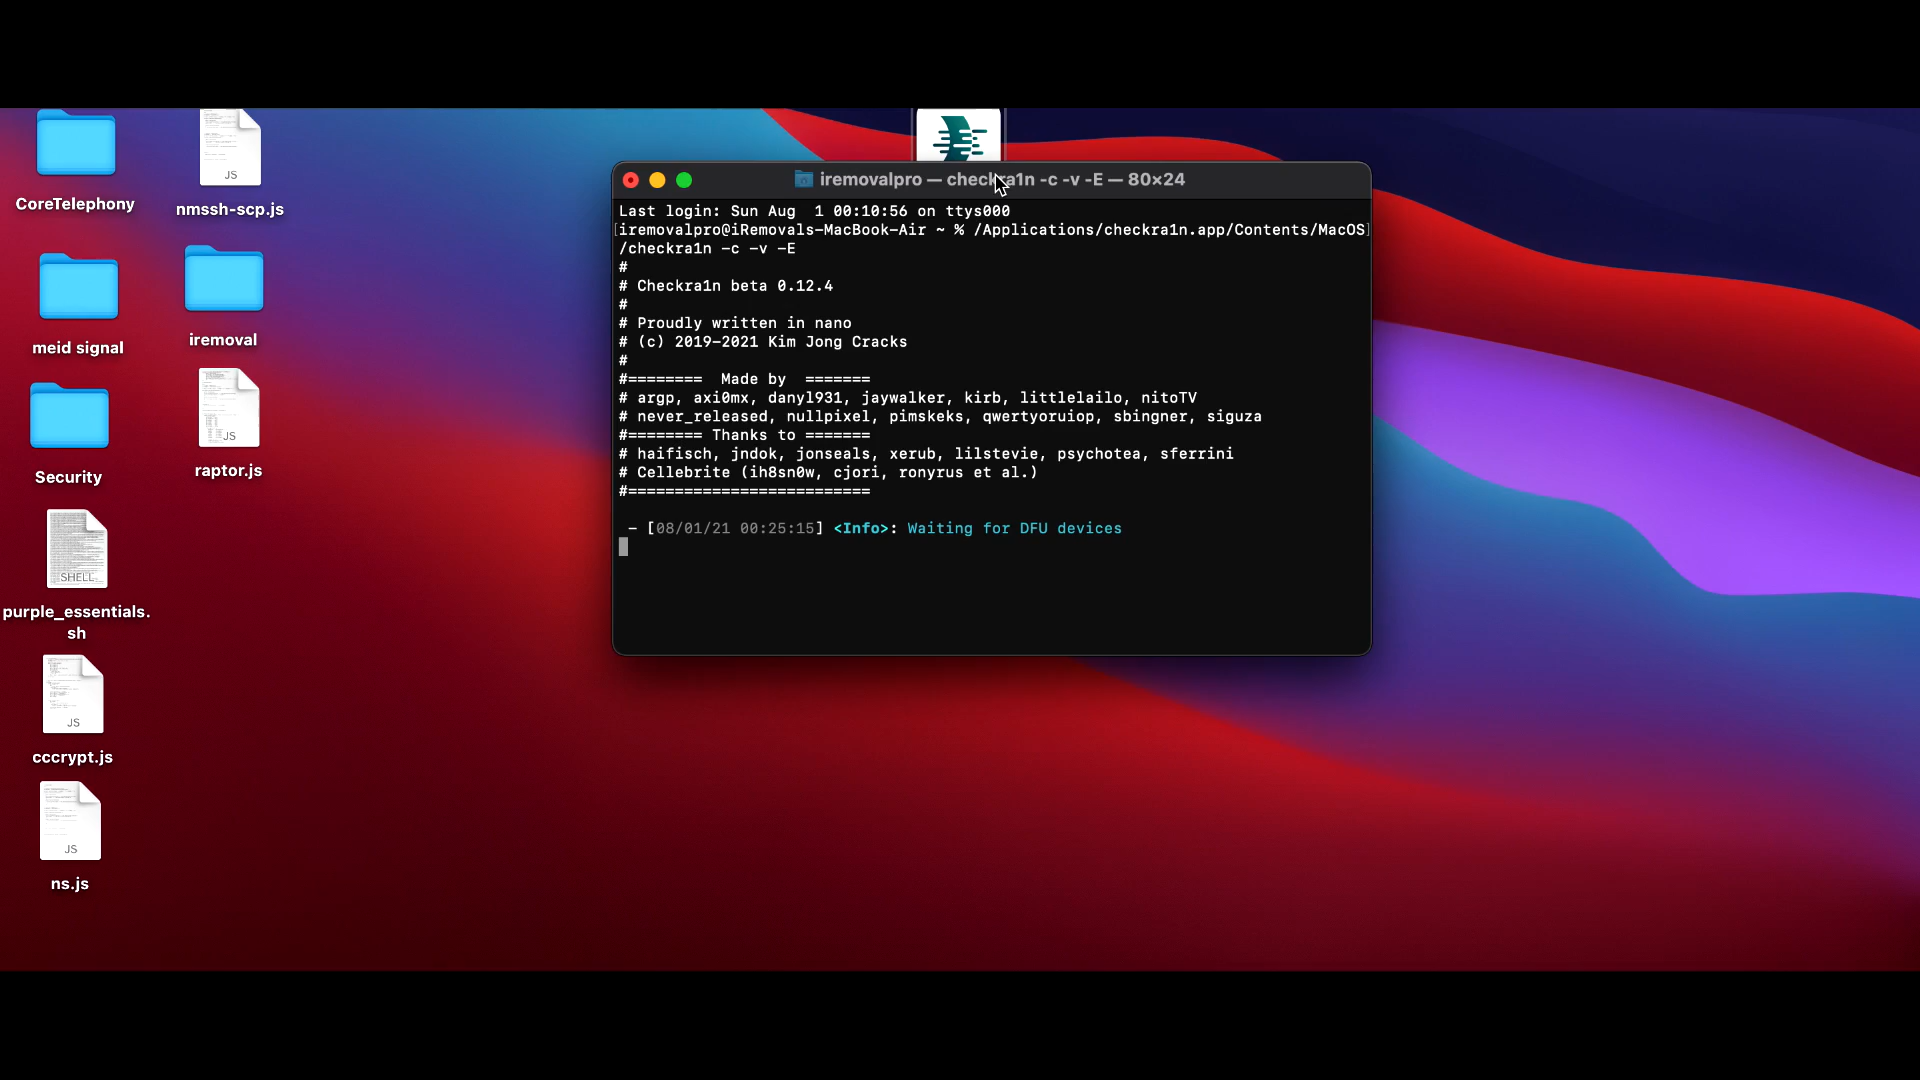 CoreTelephony
JS
nmssh-scp.js
meid signal
iremoval
Security
JS
raptor.js
SHELL
purple_essentials.
sh
JS
cccrypt.js
JS
ns.js
iremovalpro — checkra1n -c -v -E — 80×24
Last login: Sun Aug  1 00:10:56 on ttys000
[iremovalpro@iRemovals-MacBook-Air ~ % /Applications/checkra1n.app/Contents/MacOS]
/checkra1n -c -v -E
#
# Checkra1n beta 0.12.4
#
# Proudly written in nano
# (c) 2019-2021 Kim Jong Cracks
#
#========  Made by  =======
# argp, axi0mx, danyl931, jaywalker, kirb, littlelailo, nitoTV
# never_released, nullpixel, pimskeks, qwertyoruiop, sbingner, siguza
#======== Thanks to =======
# haifisch, jndok, jonseals, xerub, lilstevie, psychotea, sferrini
# Cellebrite (ih8sn0w, cjori, ronyrus et al.)
#==========================
- [08/01/21 00:25:15] <Info>: Waiting for DFU devices